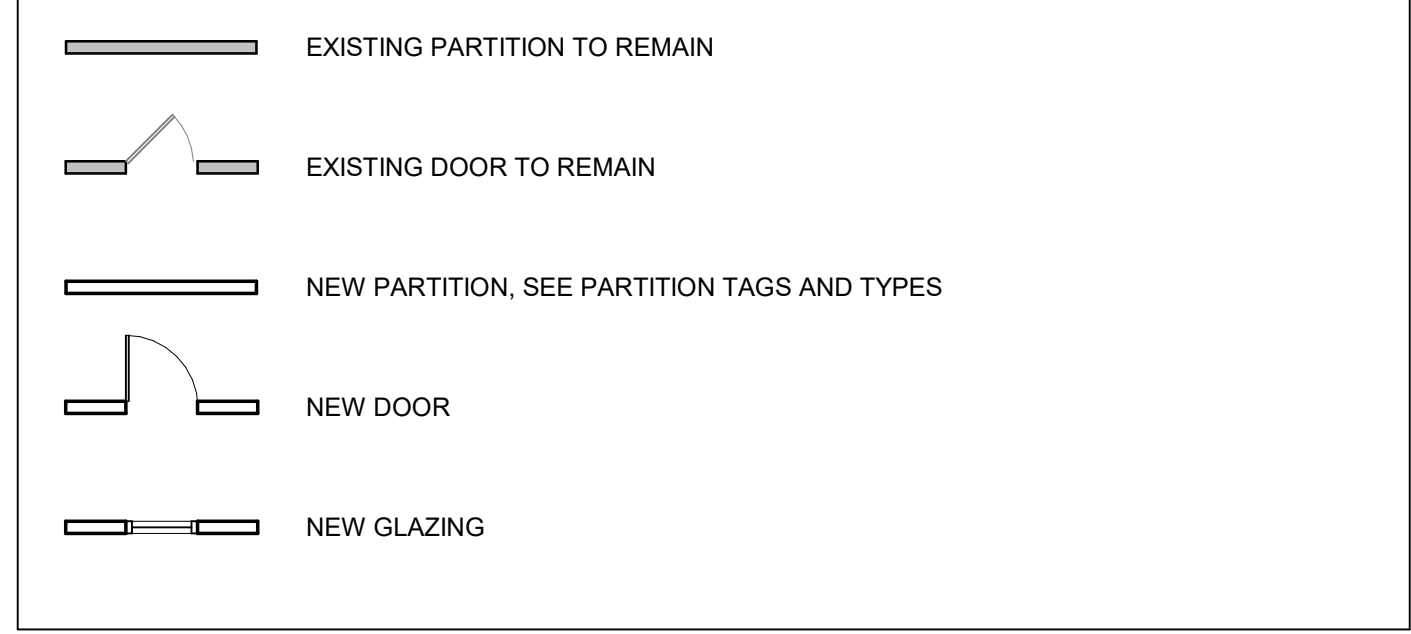 EXISTING PARTITION TO REMAIN
EXISTING DOOR TO REMAIN
NEW PARTITION, SEE PARTITION TAGS AND TYPES
NEW DOOR
NEW GLAZING